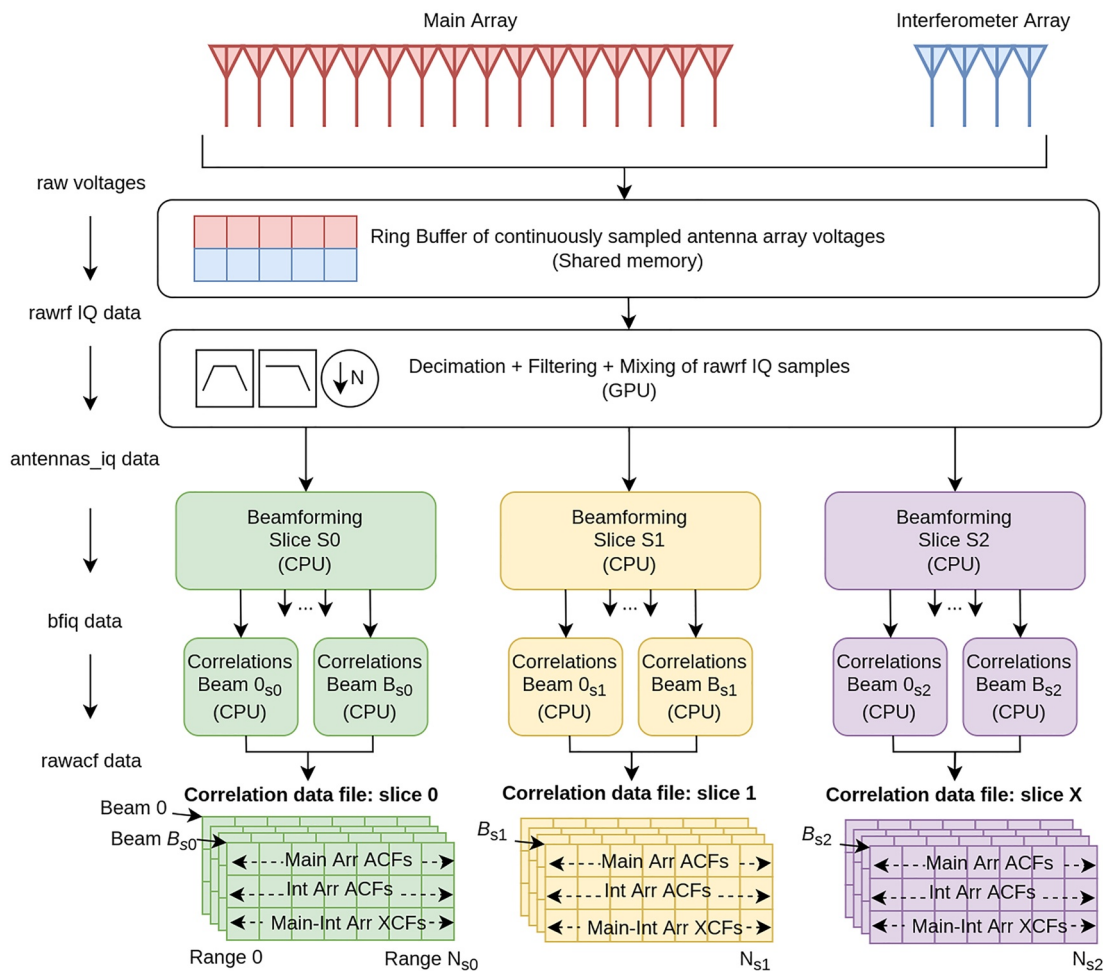 Main Array
Interferometer Array
raw voltages
Ring Buffer of continuously sampled antenna array voltages
(Shared memory)
rawrf IQ data
N
Decimation + Filtering + Mixing of rawrf IQ samples
(GPU)
antennas_iq data
Beamforming
Slice S0
(CPU)
Beamforming
Slice S1
(CPU)
Beamforming
Slice S2
(CPU)
...
...
...
bfiq data
Correlations
Beam 0s0
(CPU)
Correlations
Beam Bs0
(CPU)
Correlations
Beam 0s1
(CPU)
Correlations
Beam Bs1
(CPU)
Correlations
Beam 0s2
(CPU)
Correlations
Beam Bs2
(CPU)
rawacf data
Correlation data file: slice 0
Correlation data file: slice 1
Correlation data file: slice X
Beam 0
Beam Bs0
Main Arr ACFs
Int Arr ACFs
Main-Int Arr XCFs
Range 0
Range Ns0
Bs1
Main Arr ACFs
Int Arr ACFs
Main-Int Arr XCFs
Ns1
Bs2
Main Arr ACFs
Int Arr ACFs
Main-Int Arr XCFs
Ns2